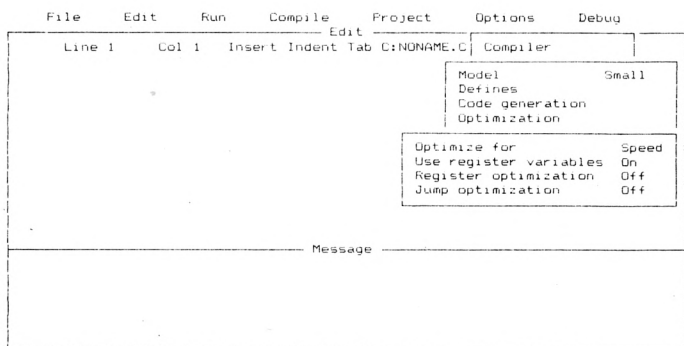 File Edit Run Compile Project Options Debug
Edit
Line 1 Col 1 Insert Indent Tab C:NONAME.C Compiler
Model Small
Defines
Code generation
Optimization
Optimize for Speed
Use register variables On
Register optimization Off
Jump optimization Off
Message